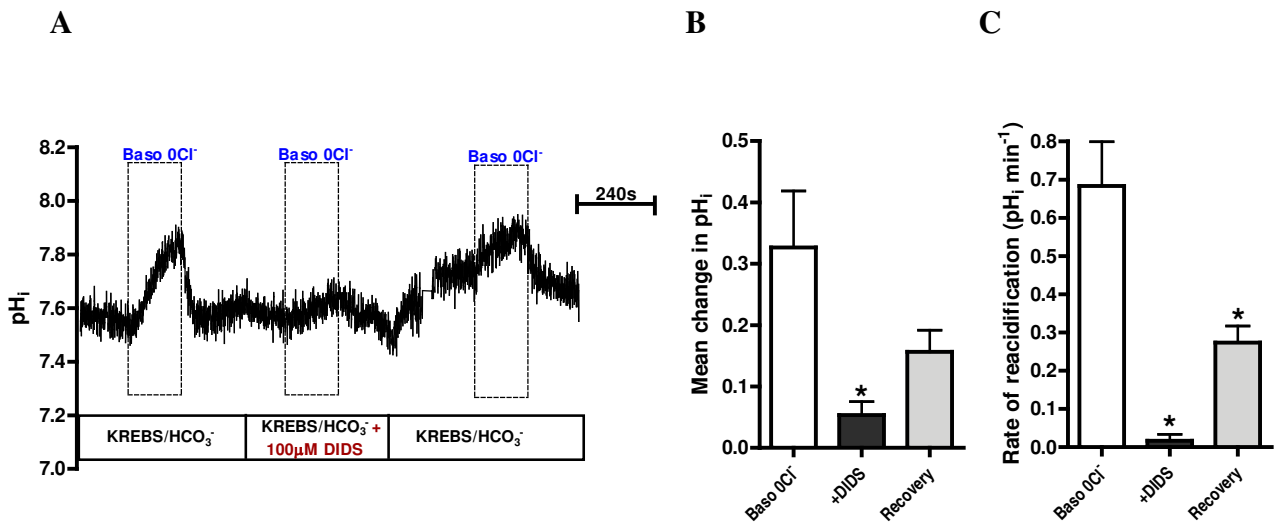 A
B
C
8.2
8.0
7.8
7.6
7.4
7.2
7.0
pHi
Baso 0Cl⁻
Baso 0Cl⁻
Baso 0Cl⁻
240s
KREBS/HCO₃⁻
KREBS/HCO₃⁻ +
100µM DIDS
KREBS/HCO₃⁻
Mean change in pHi
0.5
0.4
0.3
0.2
0.1
0.0
*
Baso 0Cl⁻
+DIDS
Recovery
Rate of reacidification (pHi min⁻¹)
0.8
0.7
0.6
0.5
0.4
0.3
0.2
0.1
0.0
*
*
Baso 0Cl⁻
+DIDS
Recovery